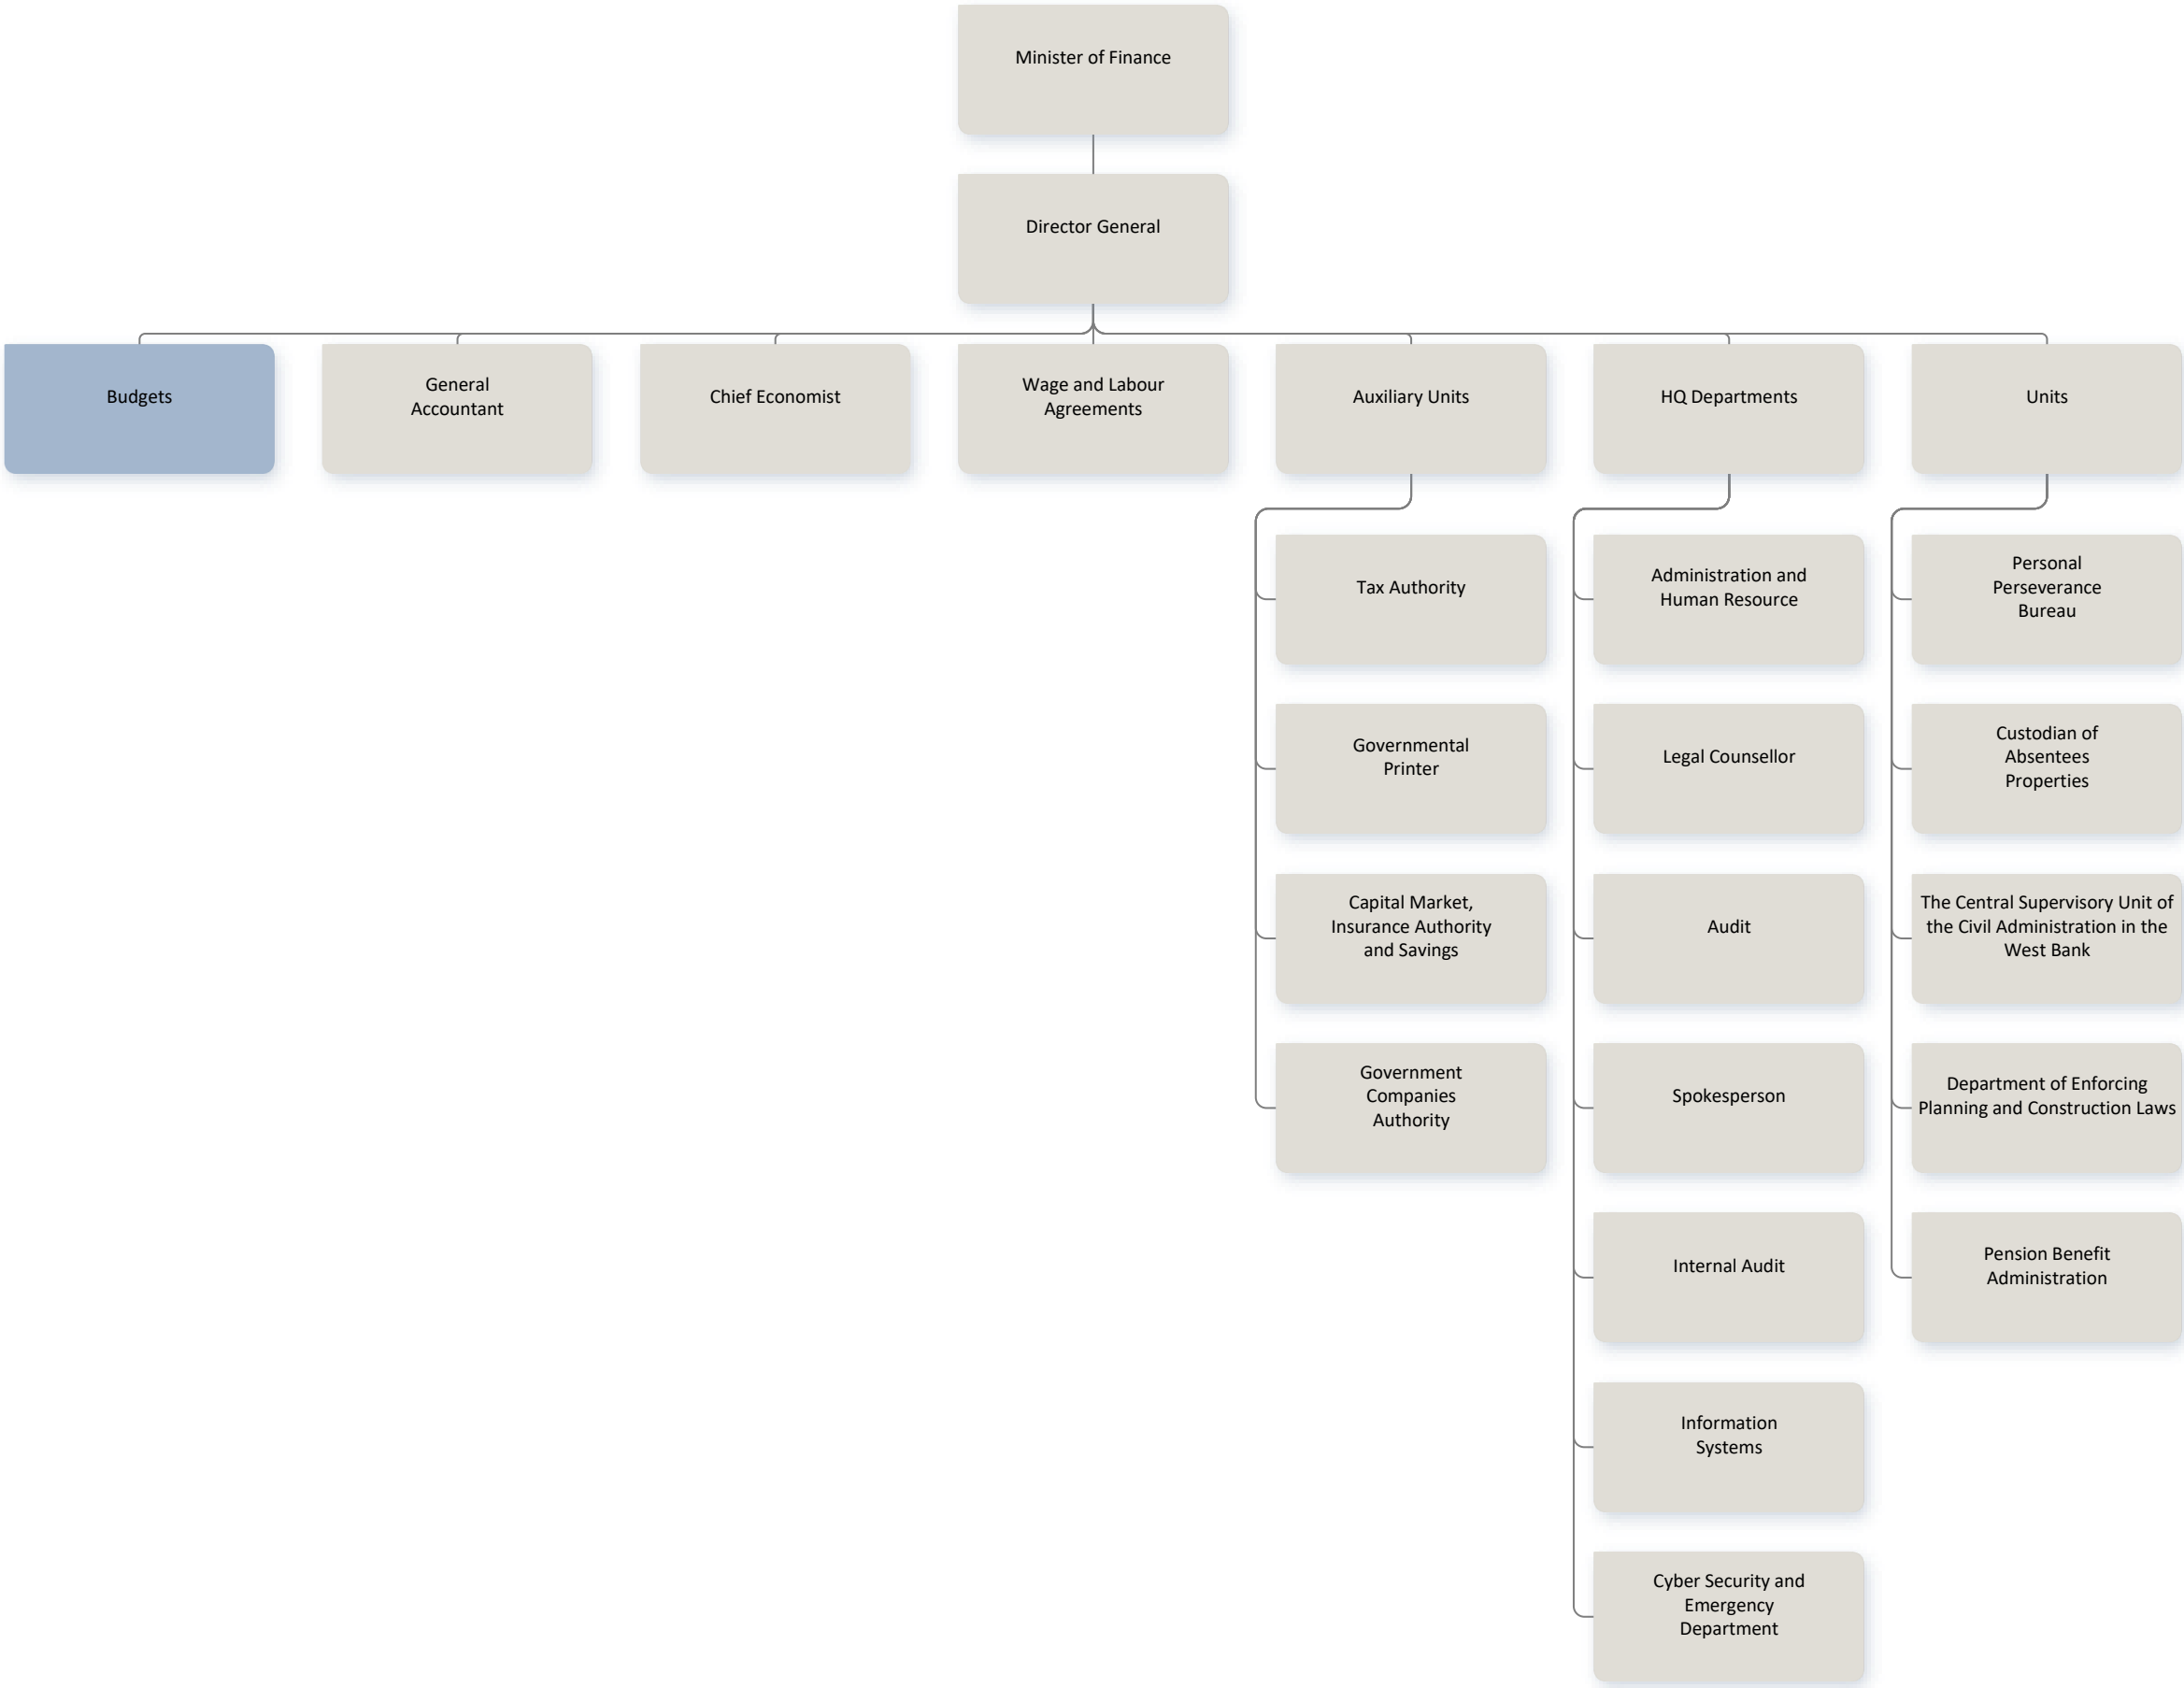 Minister of Finance
Director General
Budgets
General
Accountant
Chief Economist
Wage and Labour
Agreements
Auxiliary Units
HQ Departments
Units
Tax Authority
Governmental
Printer
Capital Market,
Insurance Authority
and Savings
Government
Companies
Authority
Administration and
Human Resource
Legal Counsellor
Audit
Spokesperson
Internal Audit
Information
Systems
Cyber Security and
Emergency
Department
Personal
Perseverance
Bureau
Custodian of
Absentees
Properties
The Central Supervisory Unit of
the Civil Administration in the
West Bank
Department of Enforcing
Planning and Construction Laws
Pension Benefit
Administration